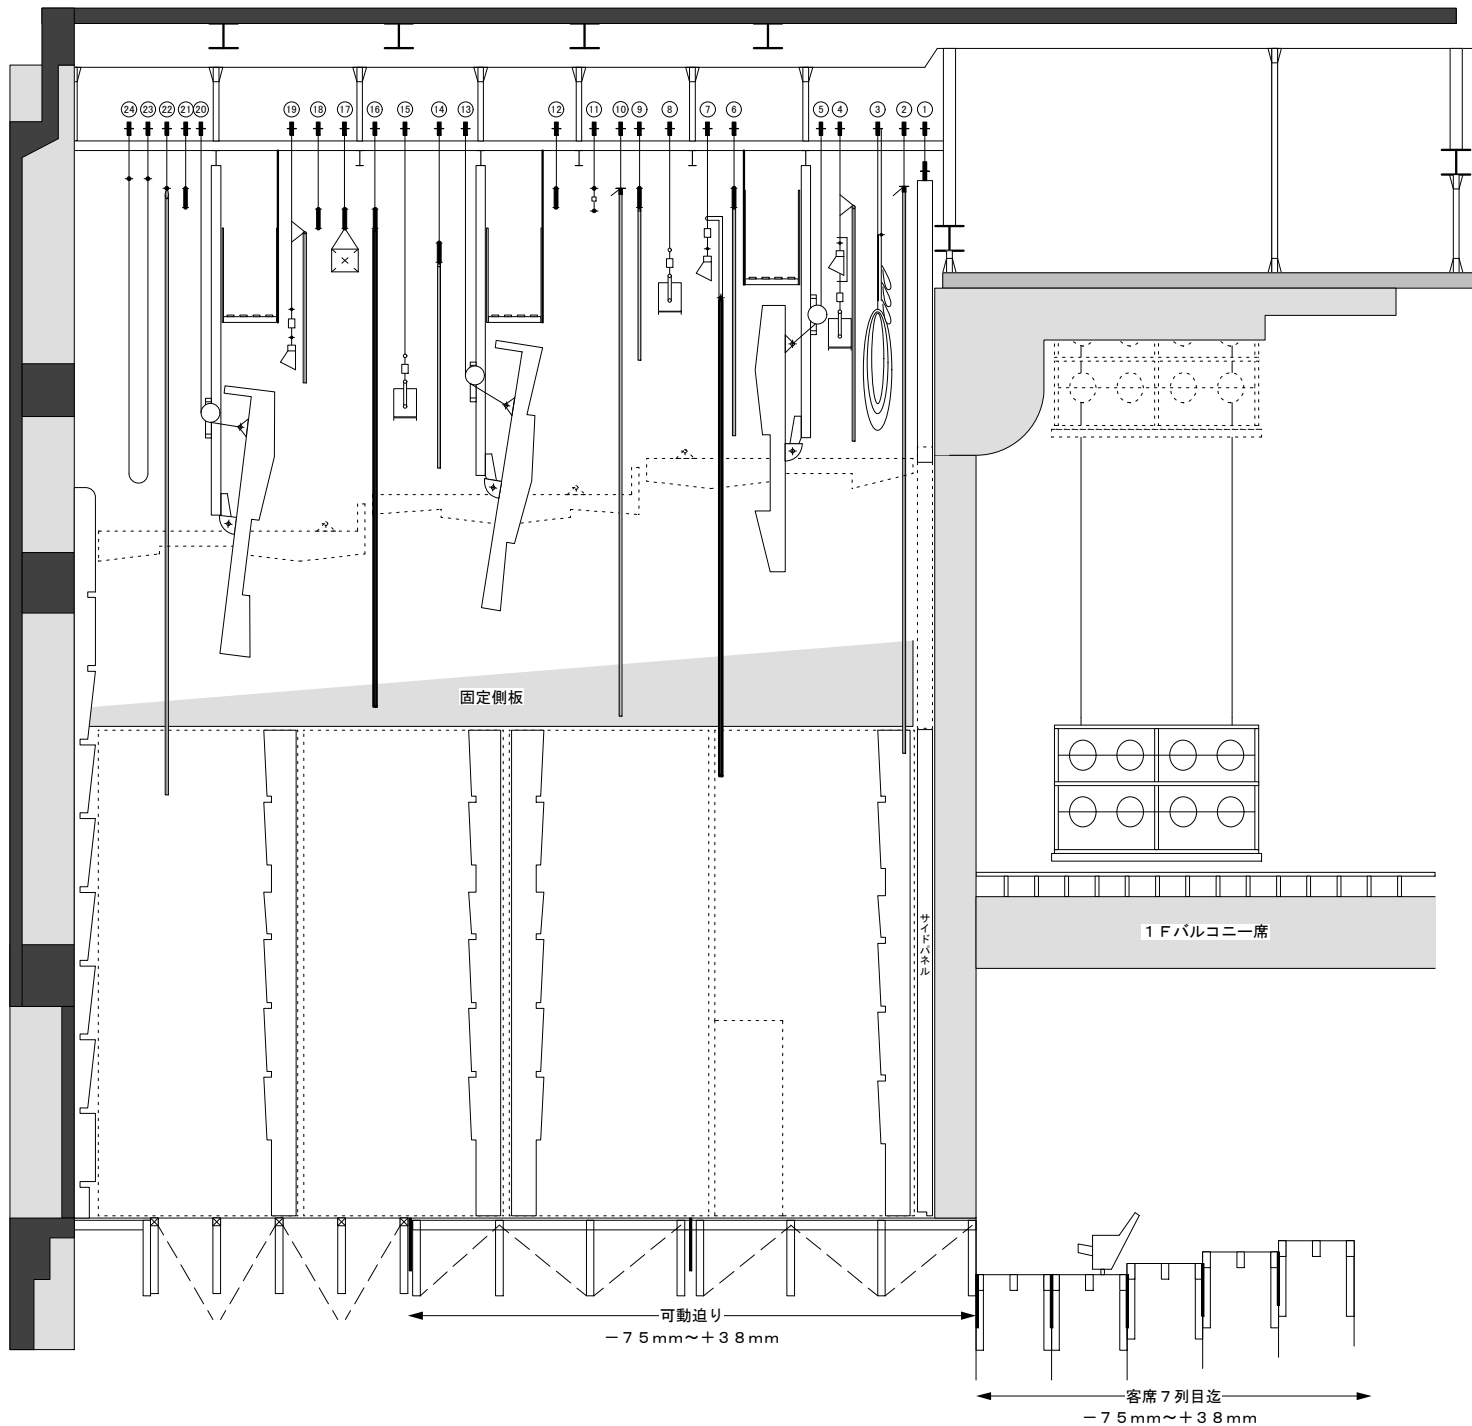 ㉔ ㉓ ㉒ ㉑ ⑳ ⑲ ⑱ ⑰ ⑯ ⑮ ⑭ ⑬ ⑫ ⑪ ⑩ ⑨ ⑧ ⑦ ⑥ ⑤ ④ ③ ② ①
固定側板
サイドパネル
1Fバルコニー席
可動迫り
−75mm〜+38mm
客席7列目迄
−75mm〜+38mm